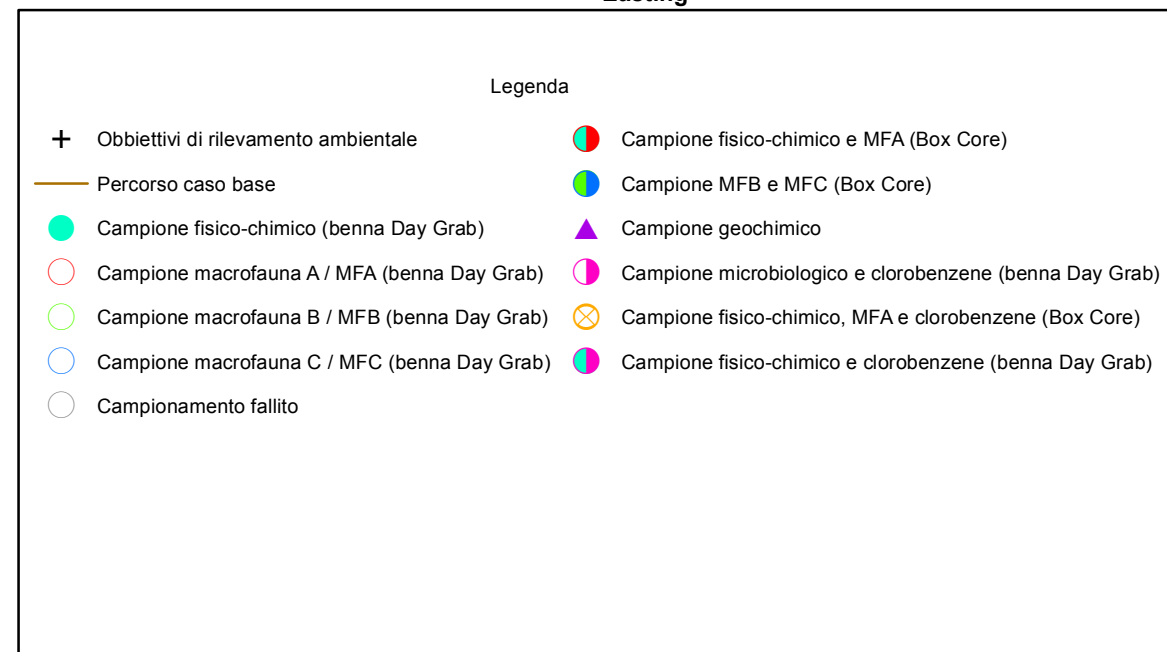 Easting
Legenda
Obbiettivi di rilevamento ambientale
Percorso caso base
Campione fisico-chimico (benna Day Grab)
Campione macrofauna A / MFA (benna Day Grab)
Campione macrofauna B / MFB (benna Day Grab)
Campione macrofauna C / MFC (benna Day Grab)
Campionamento fallito
Campione fisico-chimico e MFA (Box Core)
Campione MFB e MFC (Box Core)
Campione geochimico
Campione microbiologico e clorobenzene (benna Day Grab)
Campione fisico-chimico, MFA e clorobenzene (Box Core)
Campione fisico-chimico e clorobenzene (benna Day Grab)